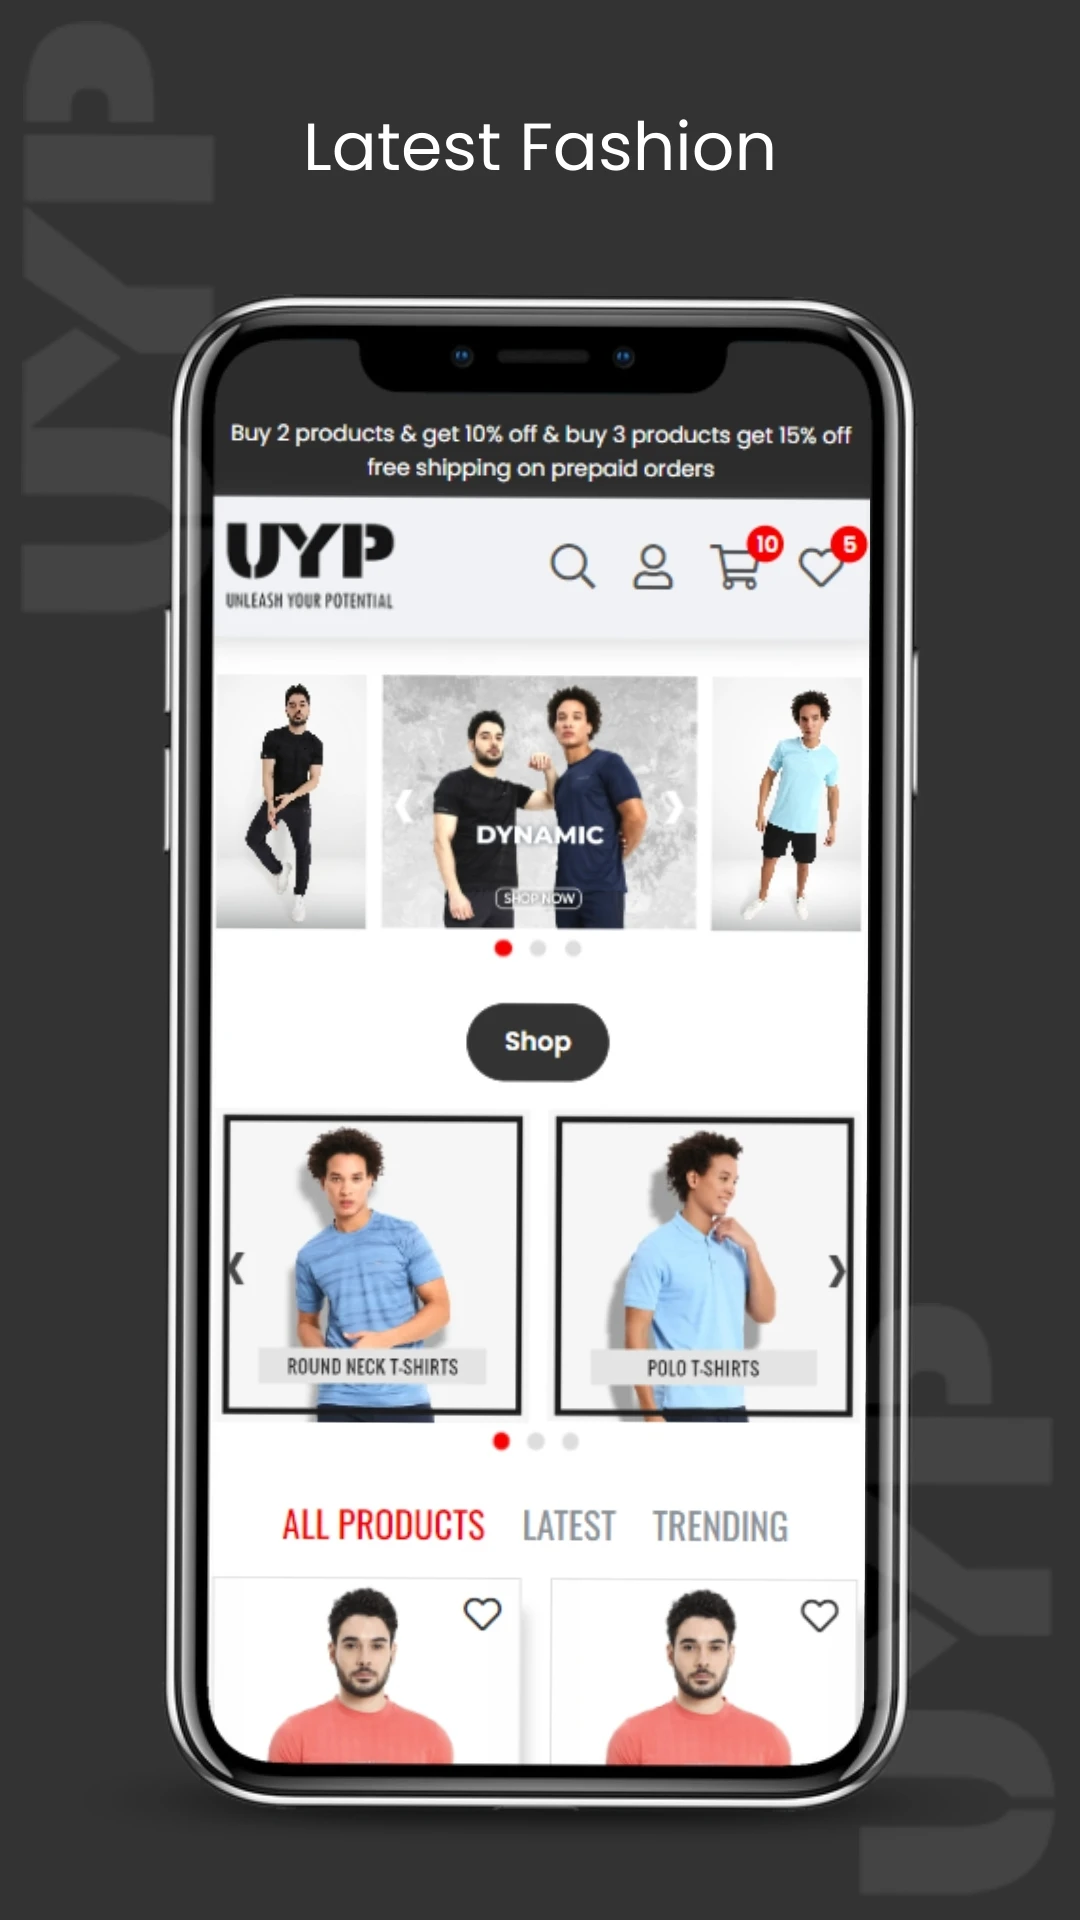 UYP
Latest Fashion
Buy 2 products & get 10% off & buy 3 products get 15% off
free shipping on prepaid orders
UYP
UNLEASH YOUR POTENTIAL
10
5
DYNAMIC
SHOP NOW
Shop
ROUND NECK T-SHIRTS
POLO T-SHIRTS
ALL PRODUCTS
LATEST
TRENDING
UYP